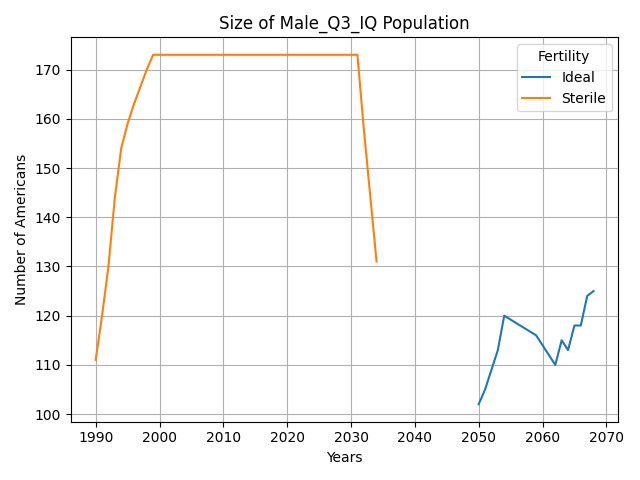 Size of Male_Q3_IQ Population
Number of Americans
170
160
150
140
130
120
110
100
Fertility
Ideal
Sterile
1990 2000 2010 2020 2030 2040 2050 2060 2070
Years